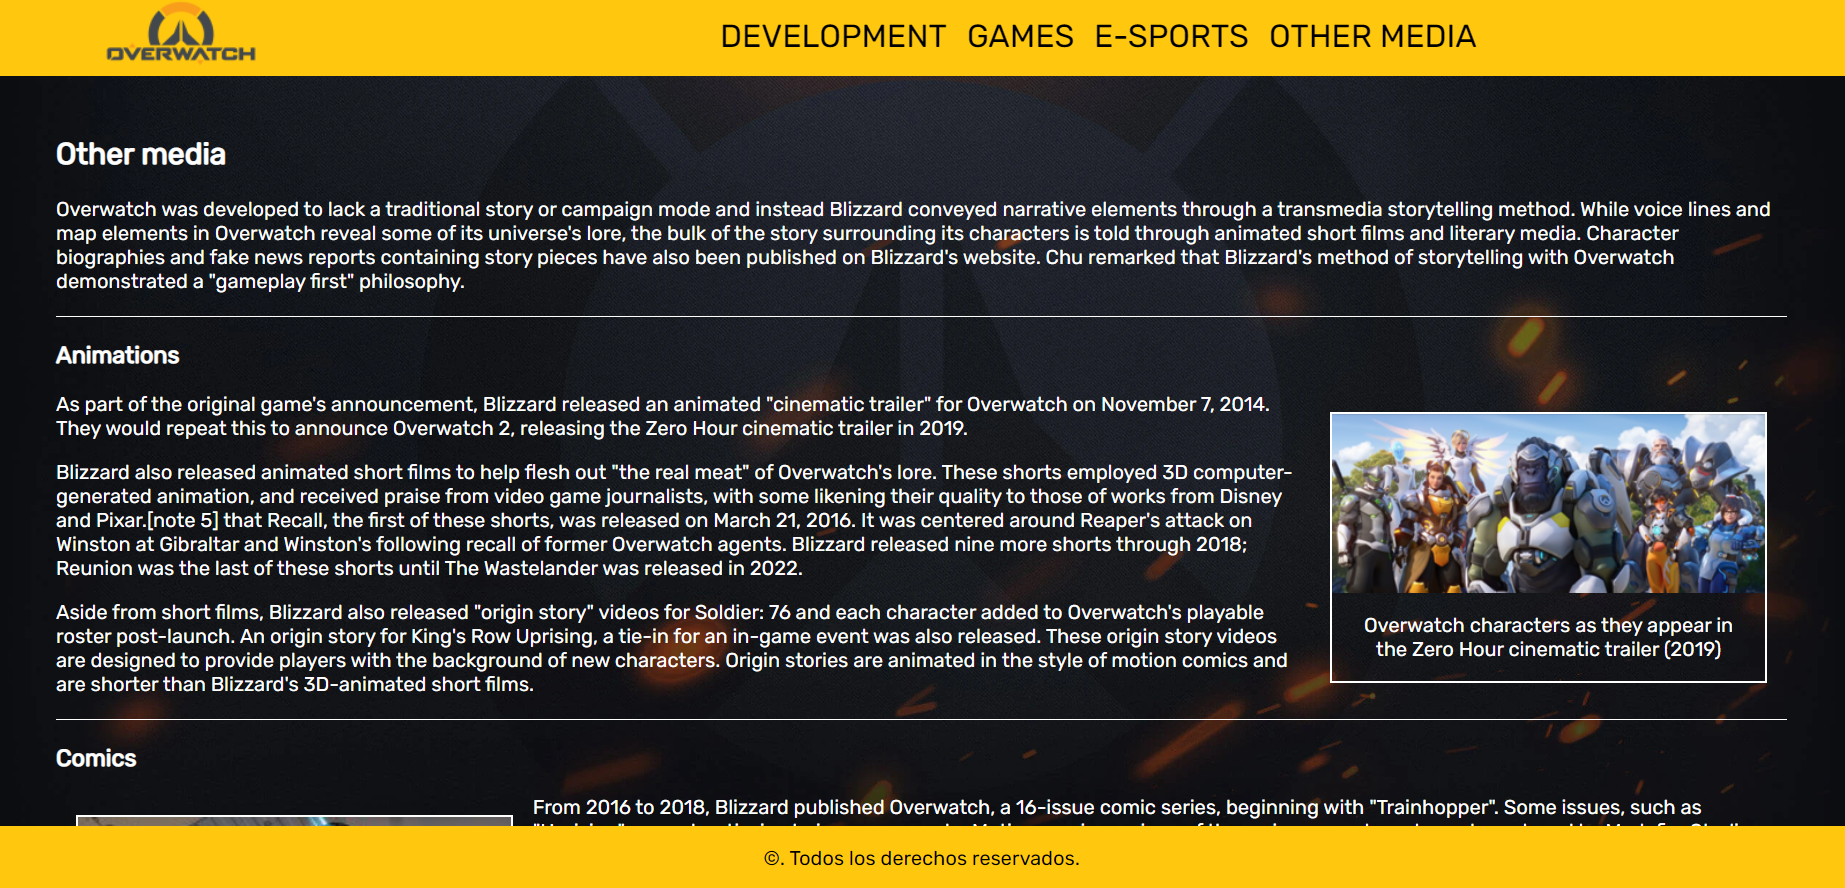 OVERWATCH
DEVELOPMENT GAMES E-SPORTS OTHER MEDIA
Other media
Overwatch was developed to lack a traditional story or campaign mode and instead Blizzard conveyed narrative elements through a transmedia storytelling method. While voice lines and
map elements in Overwatch reveal some of its universe's lore, the bulk of the story surrounding its characters is told through animated short films and literary media. Character
biographies and fake news reports containing story pieces have also been published on Blizzard's website. Chu remarked that Blizzard's method of storytelling with Overwatch
demonstrated a "gameplay first" philosophy.
Animations
As part of the original game's announcement, Blizzard released an animated "cinematic trailer" for Overwatch on November 7, 2014.
They would repeat this to announce Overwatch 2, releasing the Zero Hour cinematic trailer in 2019.
Blizzard also released animated short films to help flesh out "the real meat" of Overwatch's lore. These shorts employed 3D computer-
generated animation, and received praise from video game journalists, with some likening their quality to those of works from Disney
and Pixar.[note 5] that Recall, the first of these shorts, was released on March 21, 2016. It was centered around Reaper's attack on
Winston at Gibraltar and Winston's following recall of former Overwatch agents. Blizzard released nine more shorts through 2018;
Reunion was the last of these shorts until The Wastelander was released in 2022.
Aside from short films, Blizzard also released "origin story" videos for Soldier: 76 and each character added to Overwatch's playable
roster post-launch. An origin story for King's Row Uprising, a tie-in for an in-game event was also released. These origin story videos
are designed to provide players with the background of new characters. Origin stories are animated in the style of motion comics and
are shorter than Blizzard's 3D-animated short films.
Overwatch characters as they appear in
the Zero Hour cinematic trailer (2019)
Comics
From 2016 to 2018, Blizzard published Overwatch, a 16-issue comic series, beginning with "Trainhopper". Some issues, such as
©. Todos los derechos reservados.